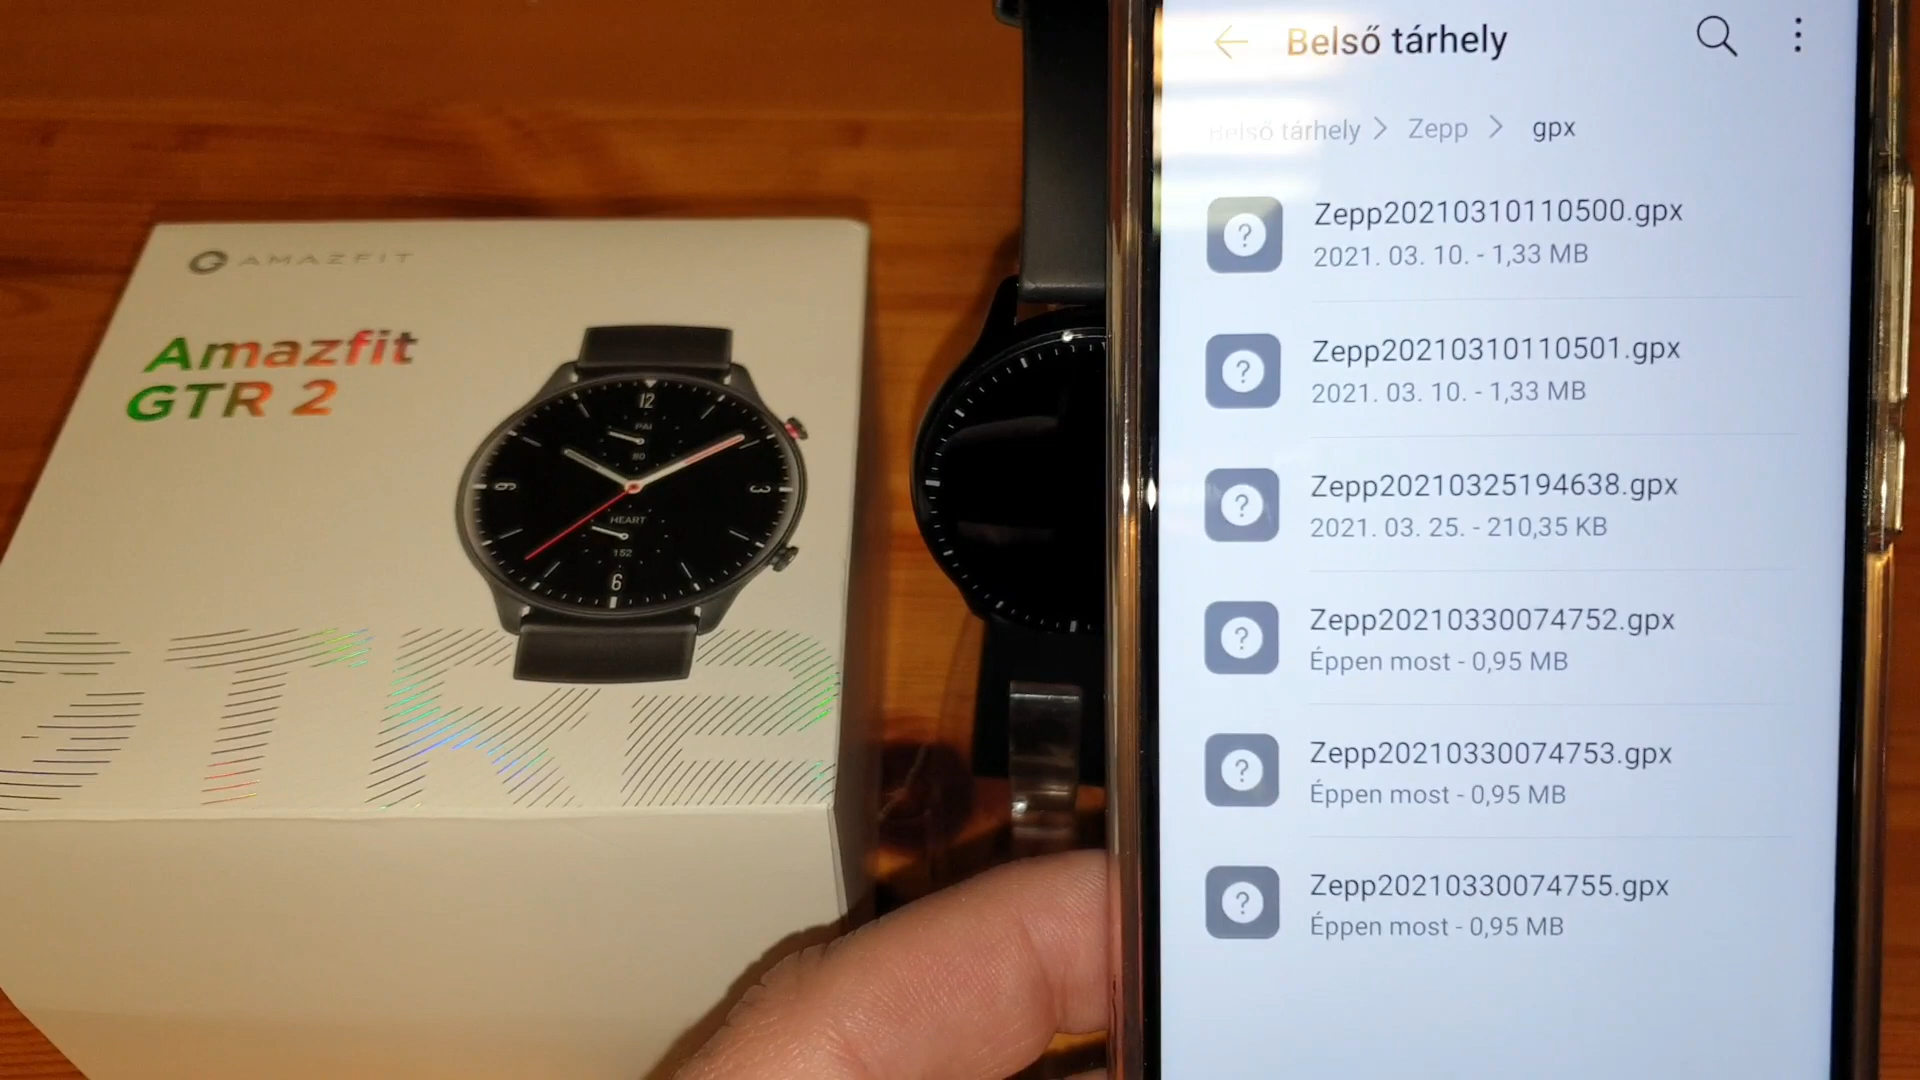 AMAZFIT
Amazfit
GTR 2
12
PAI
80
3
9
HEART
152
6
GTR2
Belső tárhely
Belső tárhely > Zepp > gpx
Zepp20210310110500.gpx
2021. 03. 10. - 1,33 MB
Zepp20210310110501.gpx
2021. 03. 10. - 1,33 MB
Zepp20210325194638.gpx
2021. 03. 25. - 210,35 KB
Zepp20210330074752.gpx
Éppen most - 0,95 MB
Zepp20210330074753.gpx
Éppen most - 0,95 MB
Zepp20210330074755.gpx
Éppen most - 0,95 MB